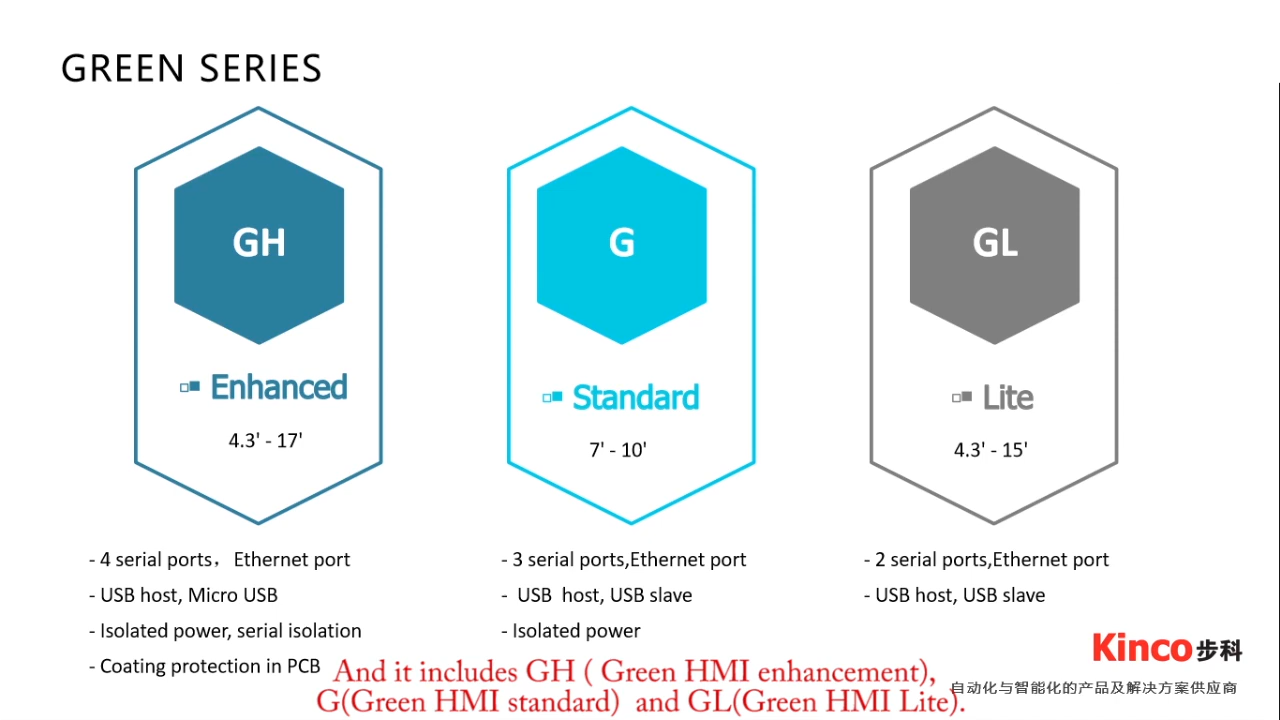 GREEN SERIES
GH
Enhanced
4.3' - 17'
- 4 serial ports，Ethernet port
- USB host, Micro USB
- Isolated power, serial isolation
- Coating protection in PCB
G
Standard
7' - 10'
- 3 serial ports,Ethernet port
- USB host, USB slave
- Isolated power
GL
Lite
4.3' - 15'
- 2 serial ports,Ethernet port
- USB host, USB slave
Kinco步科
自动化与智能化的产品及解决方案供应商
And it includes GH ( Green HMI enhancement),
G(Green HMI standard) and GL(Green HMI Lite).